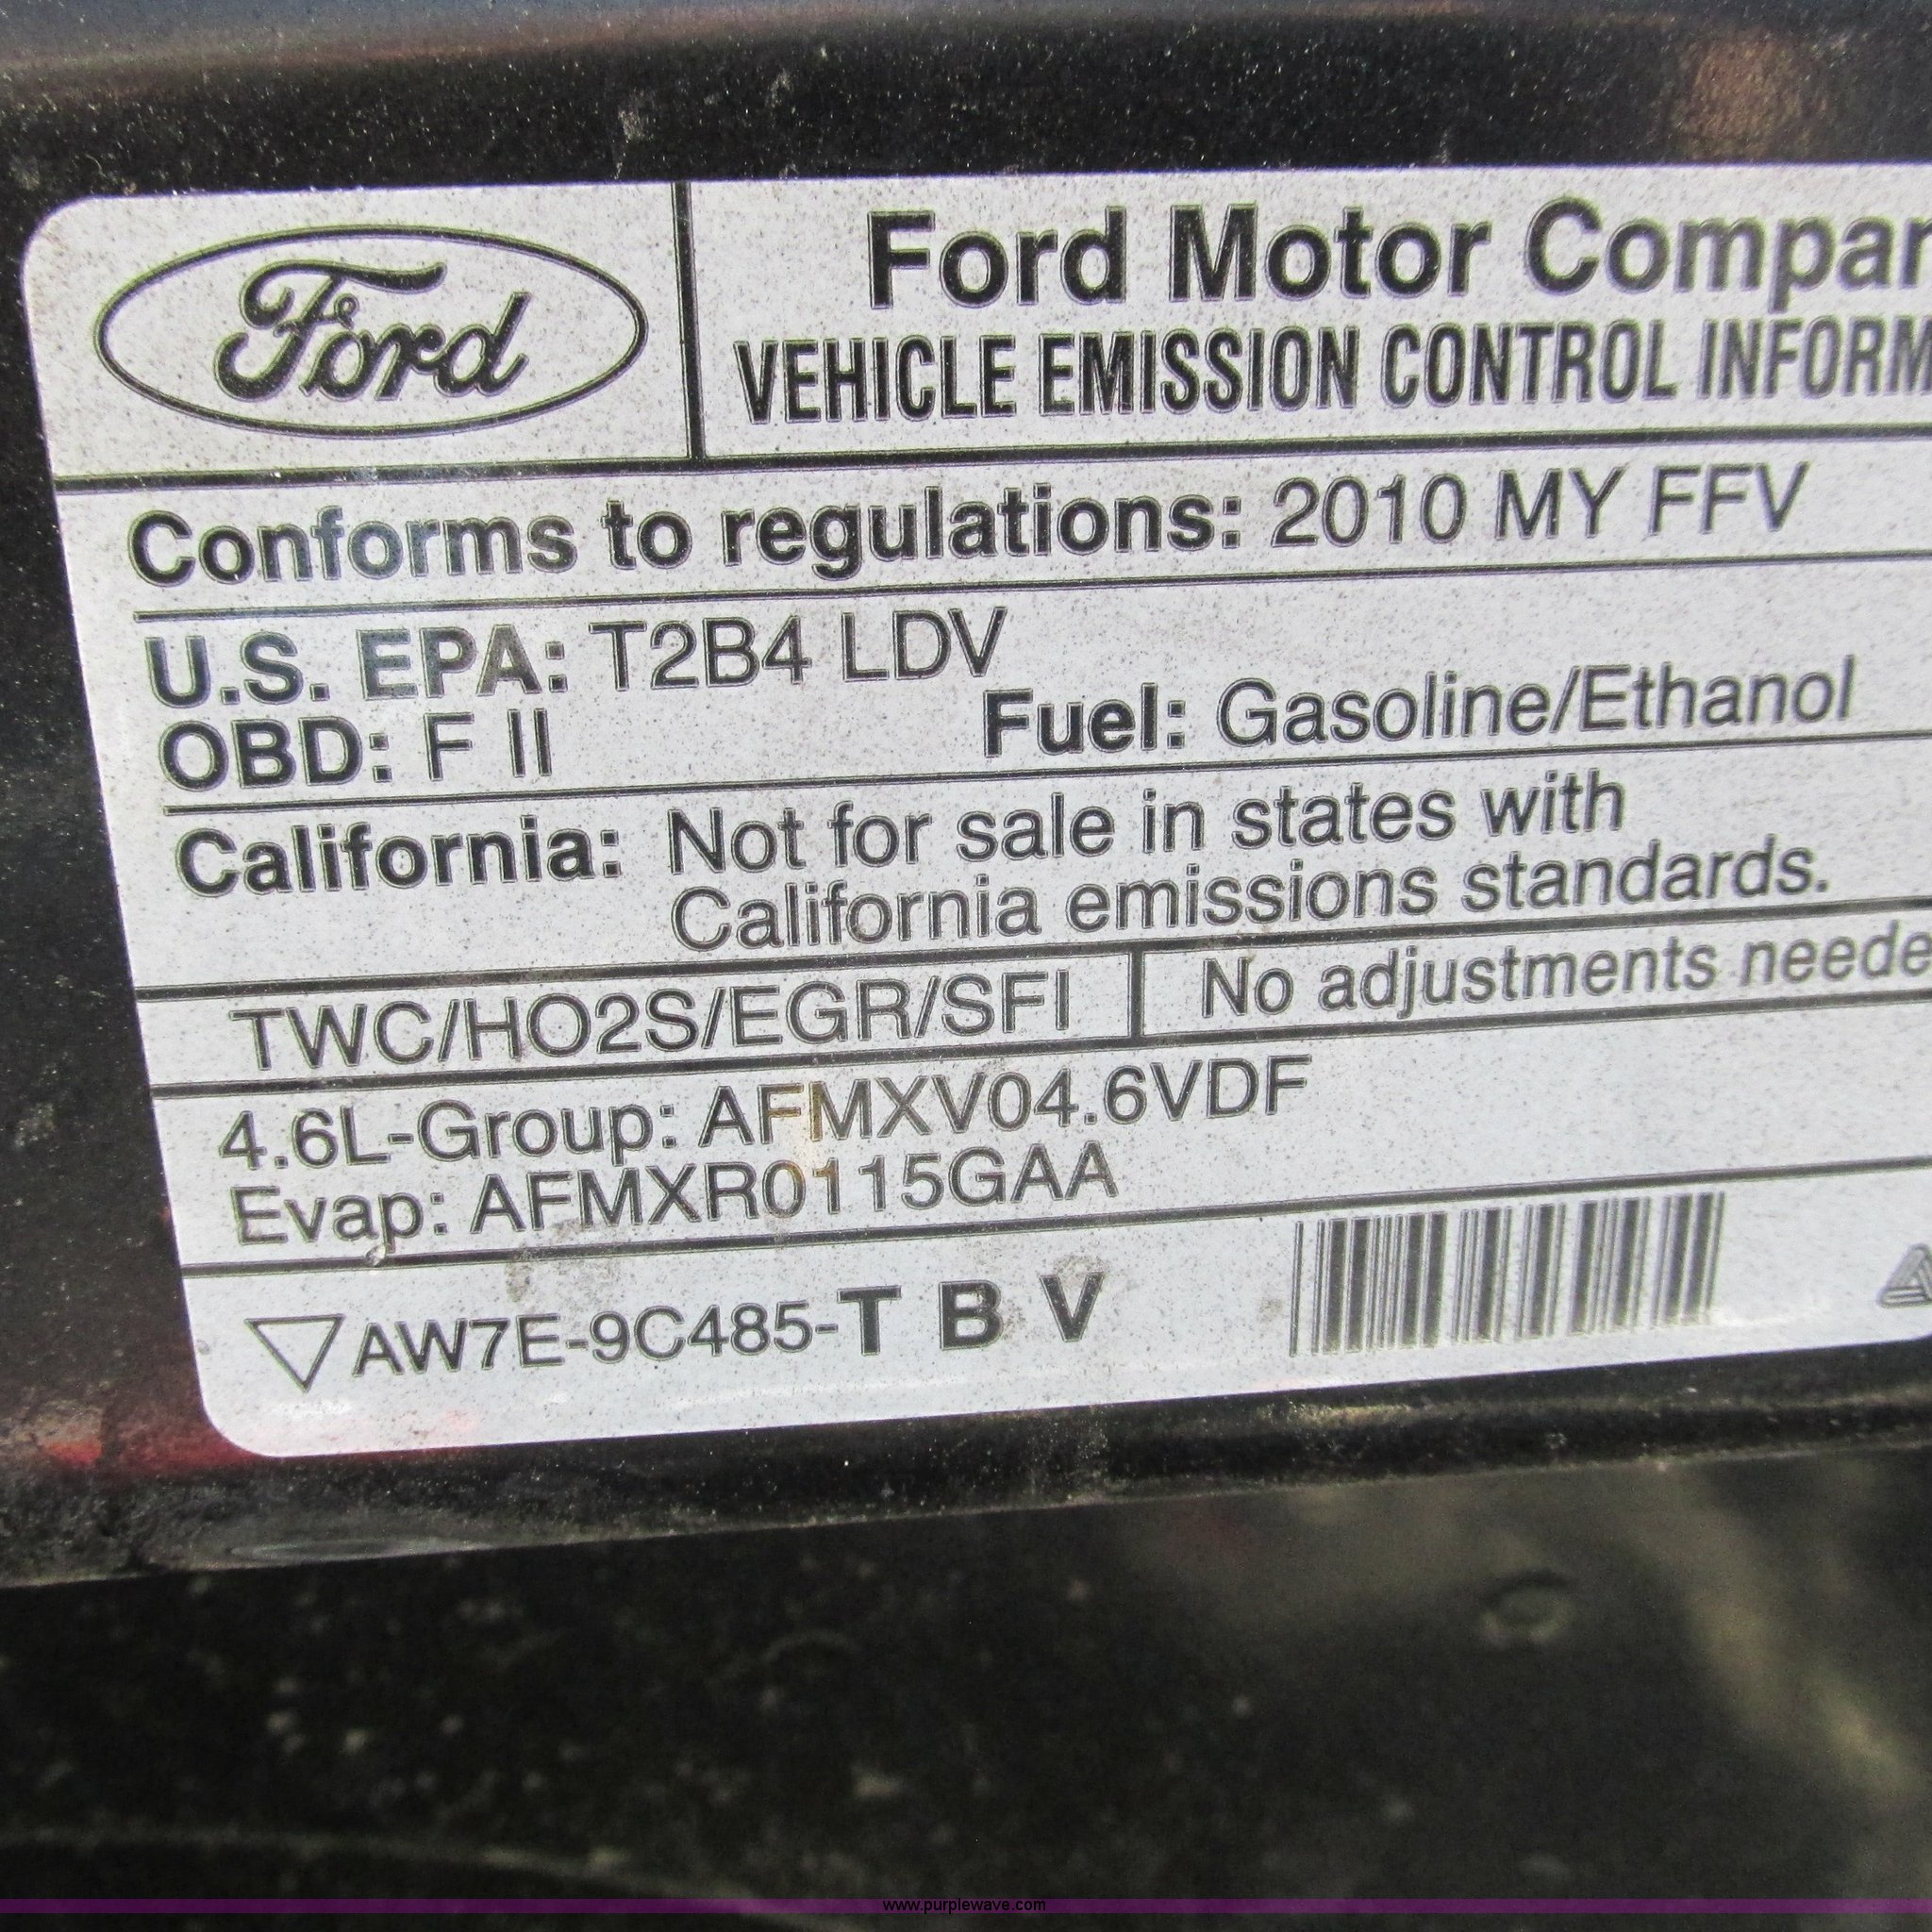 Ford
Ford Motor Compan
VEHICLE EMISSION CONTROL INFORM
Conforms to regulations: 2010 MY FFV
U.S. EPA: T2B4 LDV
OBD: F II Fuel: Gasoline/Ethanol
California: Not for sale in states with
California emissions standards.
TWC/HO2S/EGR/SFI No adjustments neede
4.6L-Group: AFMXV04.6VDF
Evap: AFMXR0115GAA
AW7E-9C485-T B V
www.purplewave.com